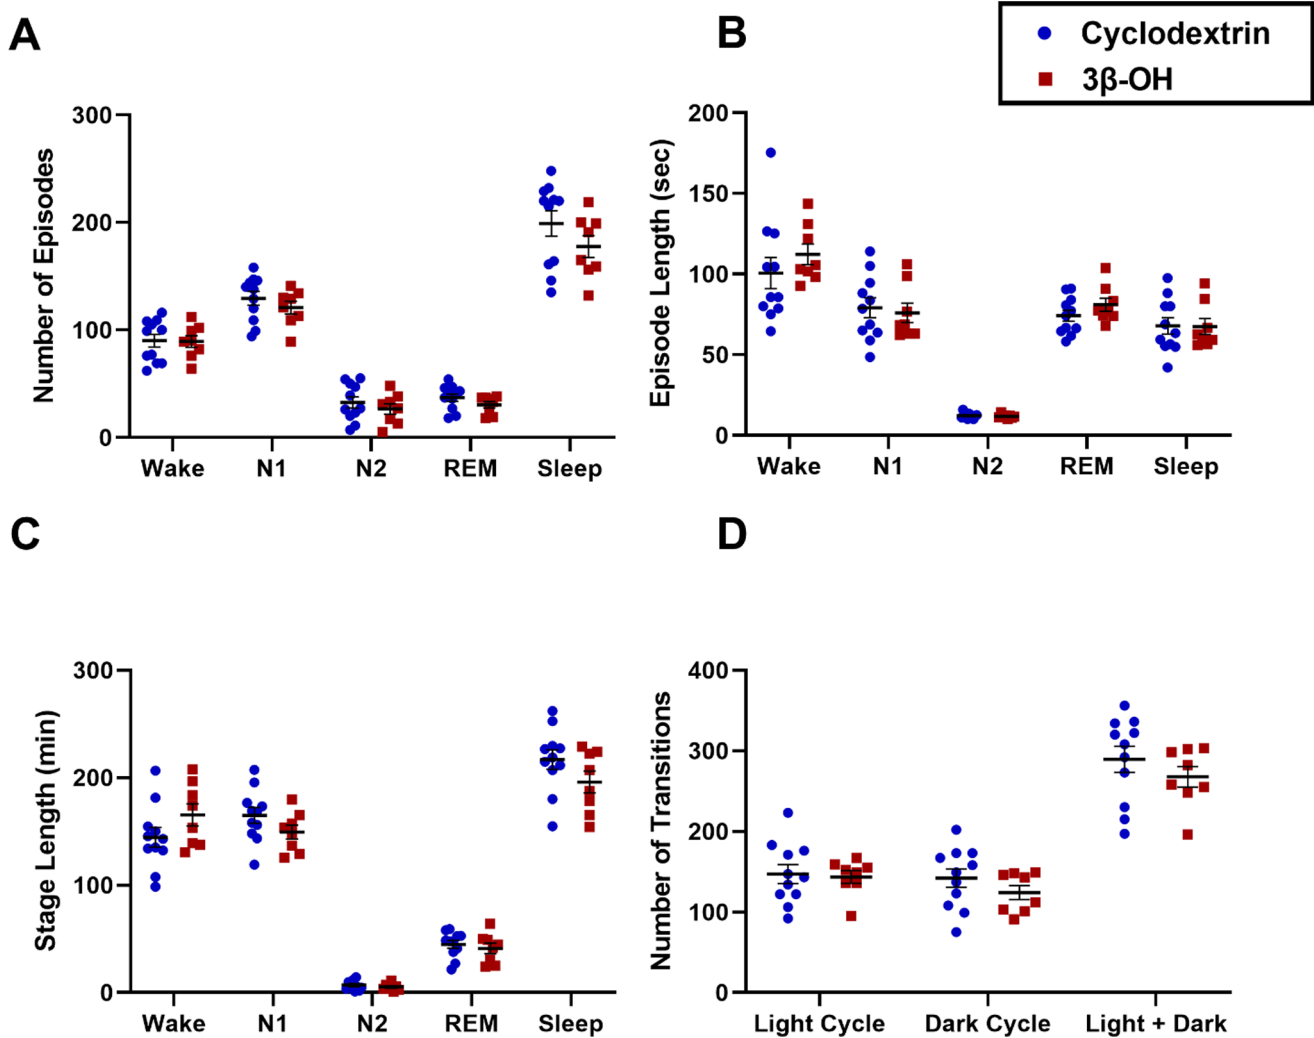 A
B
Cyclodextrin
3β-OH
Number of Episodes
300
200
100
0
Wake N1 N2 REM Sleep
Episode Length (sec)
200
150
100
50
0
Wake N1 N2 REM Sleep
C
D
Stage Length (min)
300
200
100
0
Wake N1 N2 REM Sleep
Number of Transitions
400
300
200
100
0
Light Cycle Dark Cycle Light + Dark